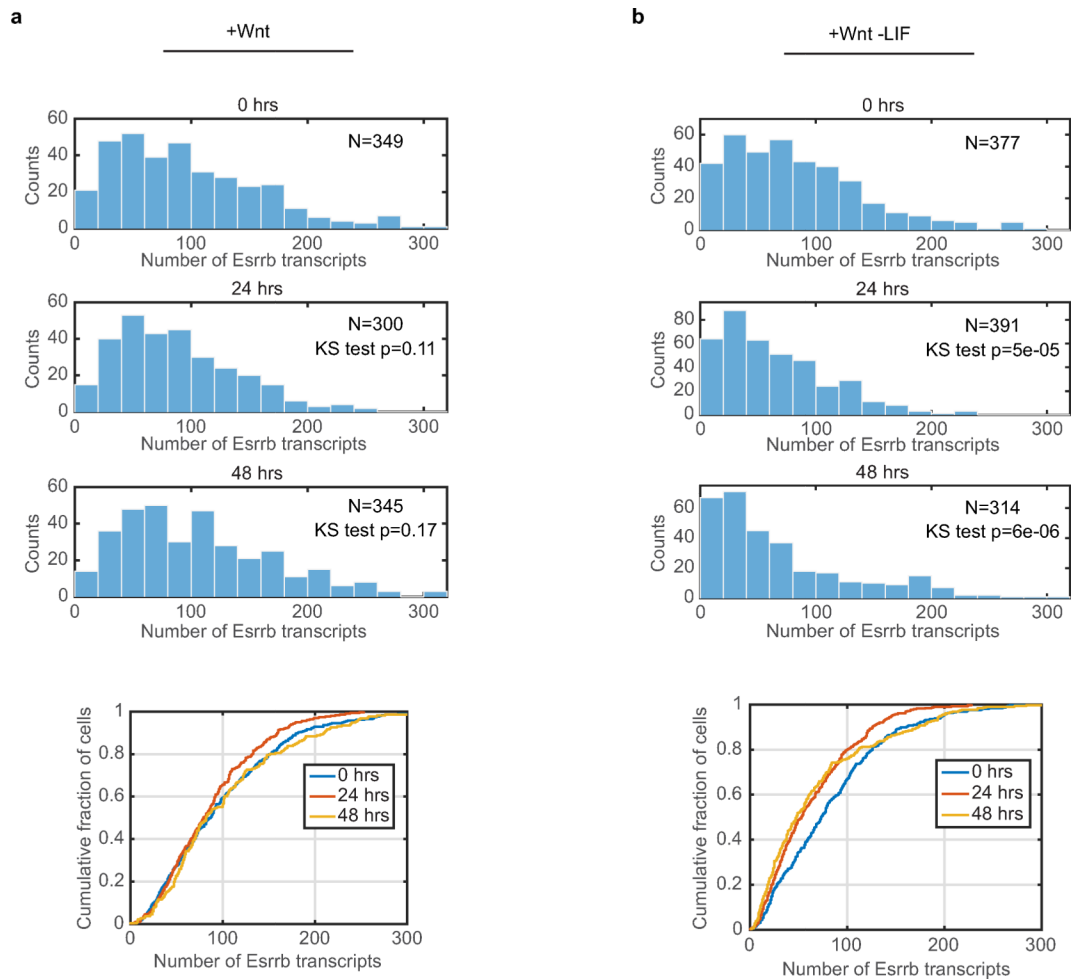 a
+Wnt
0 hrs
60
40
20
0
Counts
N=349
0
100
200
300
Number of Esrrb transcripts
24 hrs
60
40
20
0
Counts
N=300
KS test p=0.11
0
100
200
300
Number of Esrrb transcripts
48 hrs
60
40
20
0
Counts
N=345
KS test p=0.17
0
100
200
300
Number of Esrrb transcripts
1
0.8
0.6
0.4
0.2
0
Cumulative fraction of cells
0 hrs
24 hrs
48 hrs
0
100
200
300
Number of Esrrb transcripts
b
+Wnt -LIF
0 hrs
60
40
20
0
Counts
N=377
0
100
200
300
Number of Esrrb transcripts
24 hrs
80
60
40
20
0
Counts
N=391
KS test p=5e-05
0
100
200
300
Number of Esrrb transcripts
48 hrs
60
40
20
0
Counts
N=314
KS test p=6e-06
0
100
200
300
Number of Esrrb transcripts
1
0.8
0.6
0.4
0.2
0
Cumulative fraction of cells
0 hrs
24 hrs
48 hrs
0
100
200
300
Number of Esrrb transcripts